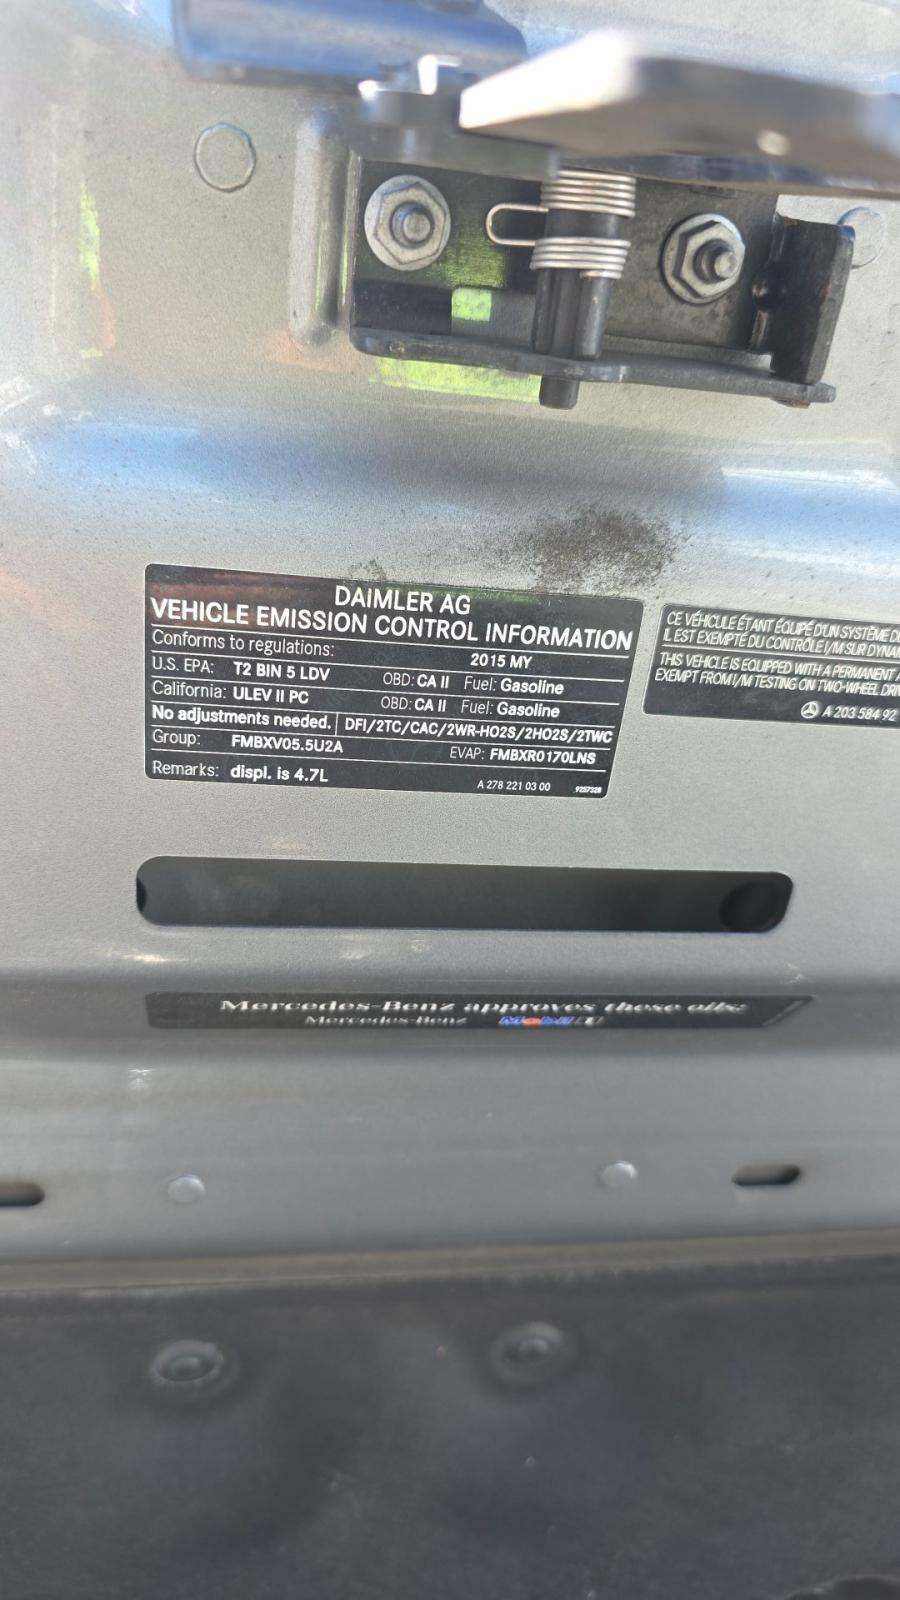 DAIMLER AG
VEHICLE EMISSION CONTROL INFORMATION
Conforms to regulations: 2015 MY
U.S. EPA: T2 BIN 5 LDV OBD: CA II Fuel: Gasoline
California: ULEV II PC OBD: CA II Fuel: Gasoline
No adjustments needed. DFI/2TC/CAC/2WR-HO2S/2HO2S/2TWC
Group: FMBXV05.5U2A EVAP: FMBXR0170LNS
Remarks: displ. is 4.7L A 278 221 03 00 9257328
CE VÉHICULE ÉTANT ÉQUIPÉ D'UN SYSTÈME
IL EST EXEMPTÉ DU CONTRÔLE I/M SUR
THIS VEHICLE IS EQUIPPED WITH A PERMANENT
EXEMPT FROM I/M TESTING ON TWO-WHEEL
A 203 584 92
Mercedes-Benz approves these oils:
Mercedes-Benz Mobil 1